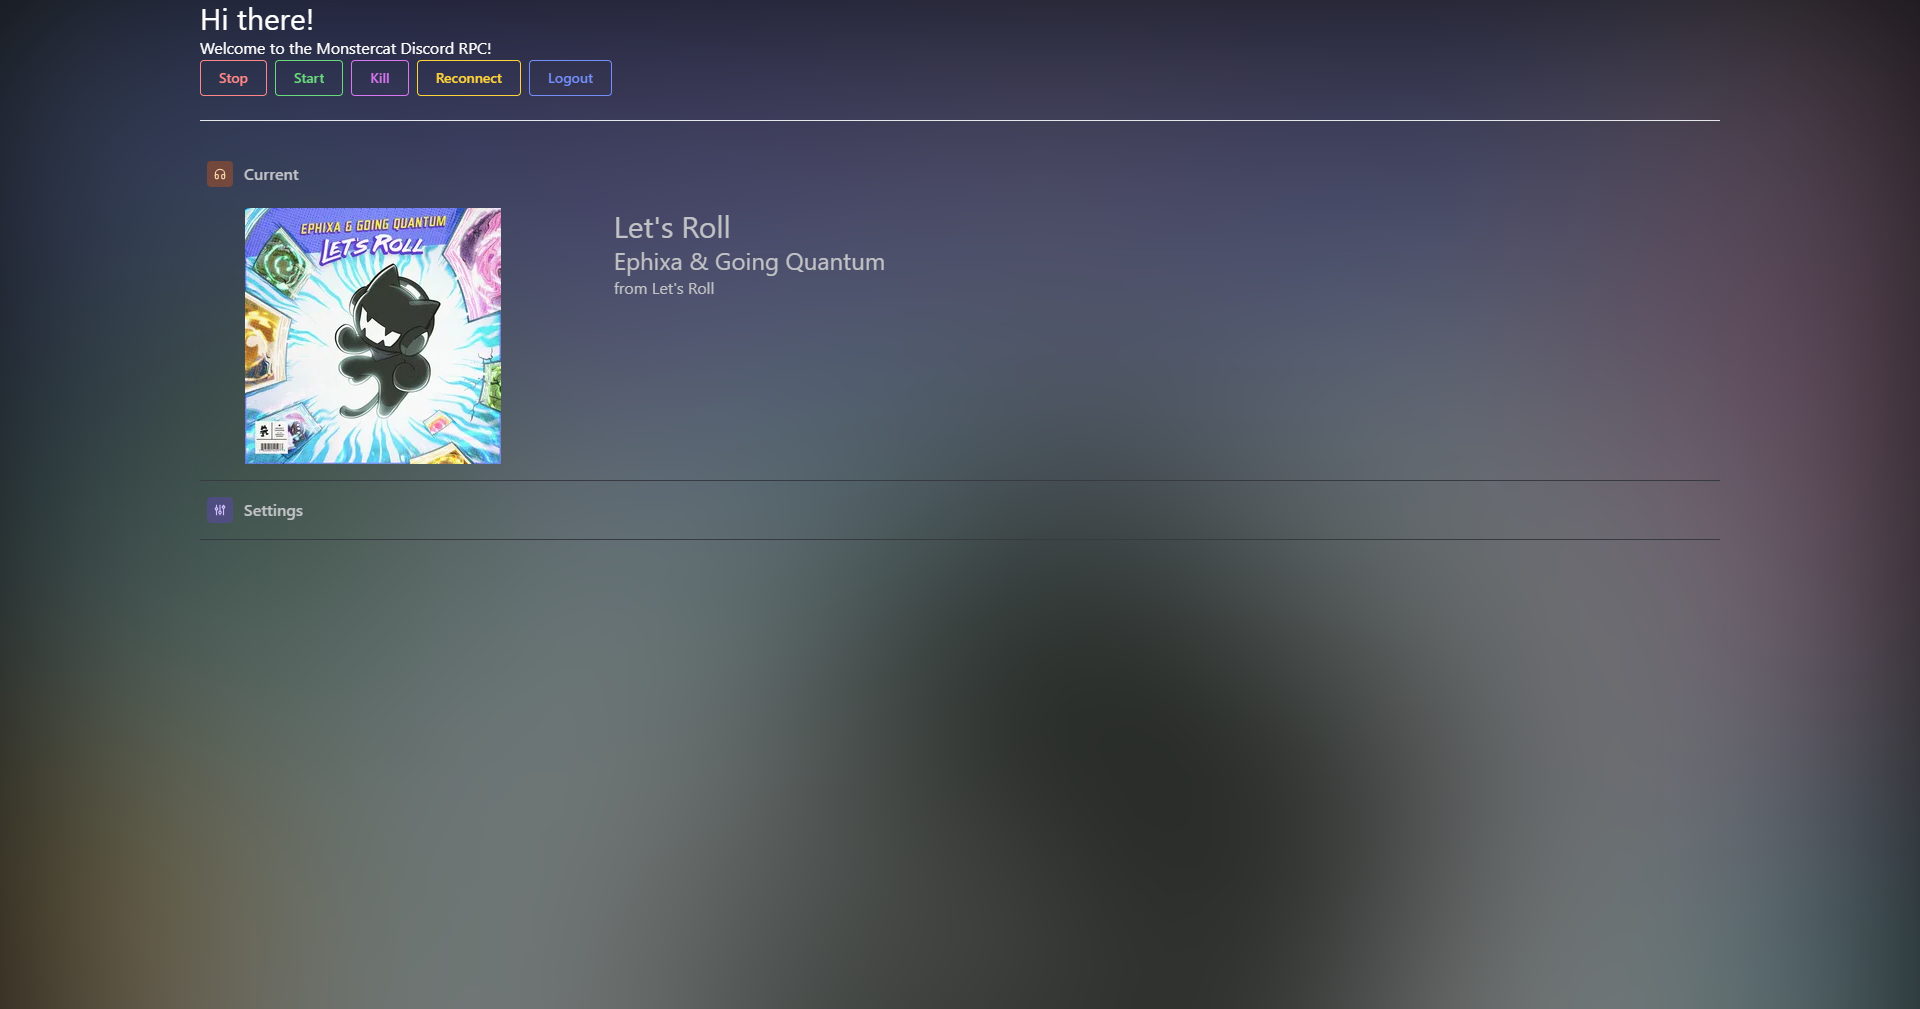 Hi there!
Welcome to the Monstercat Discord RPC!
Stop Start Kill Reconnect Logout
Current
EPHIXA & GOING QUANTUM
LET'S ROLL
Let's Roll
Ephixa & Going Quantum
from Let's Roll
Settings